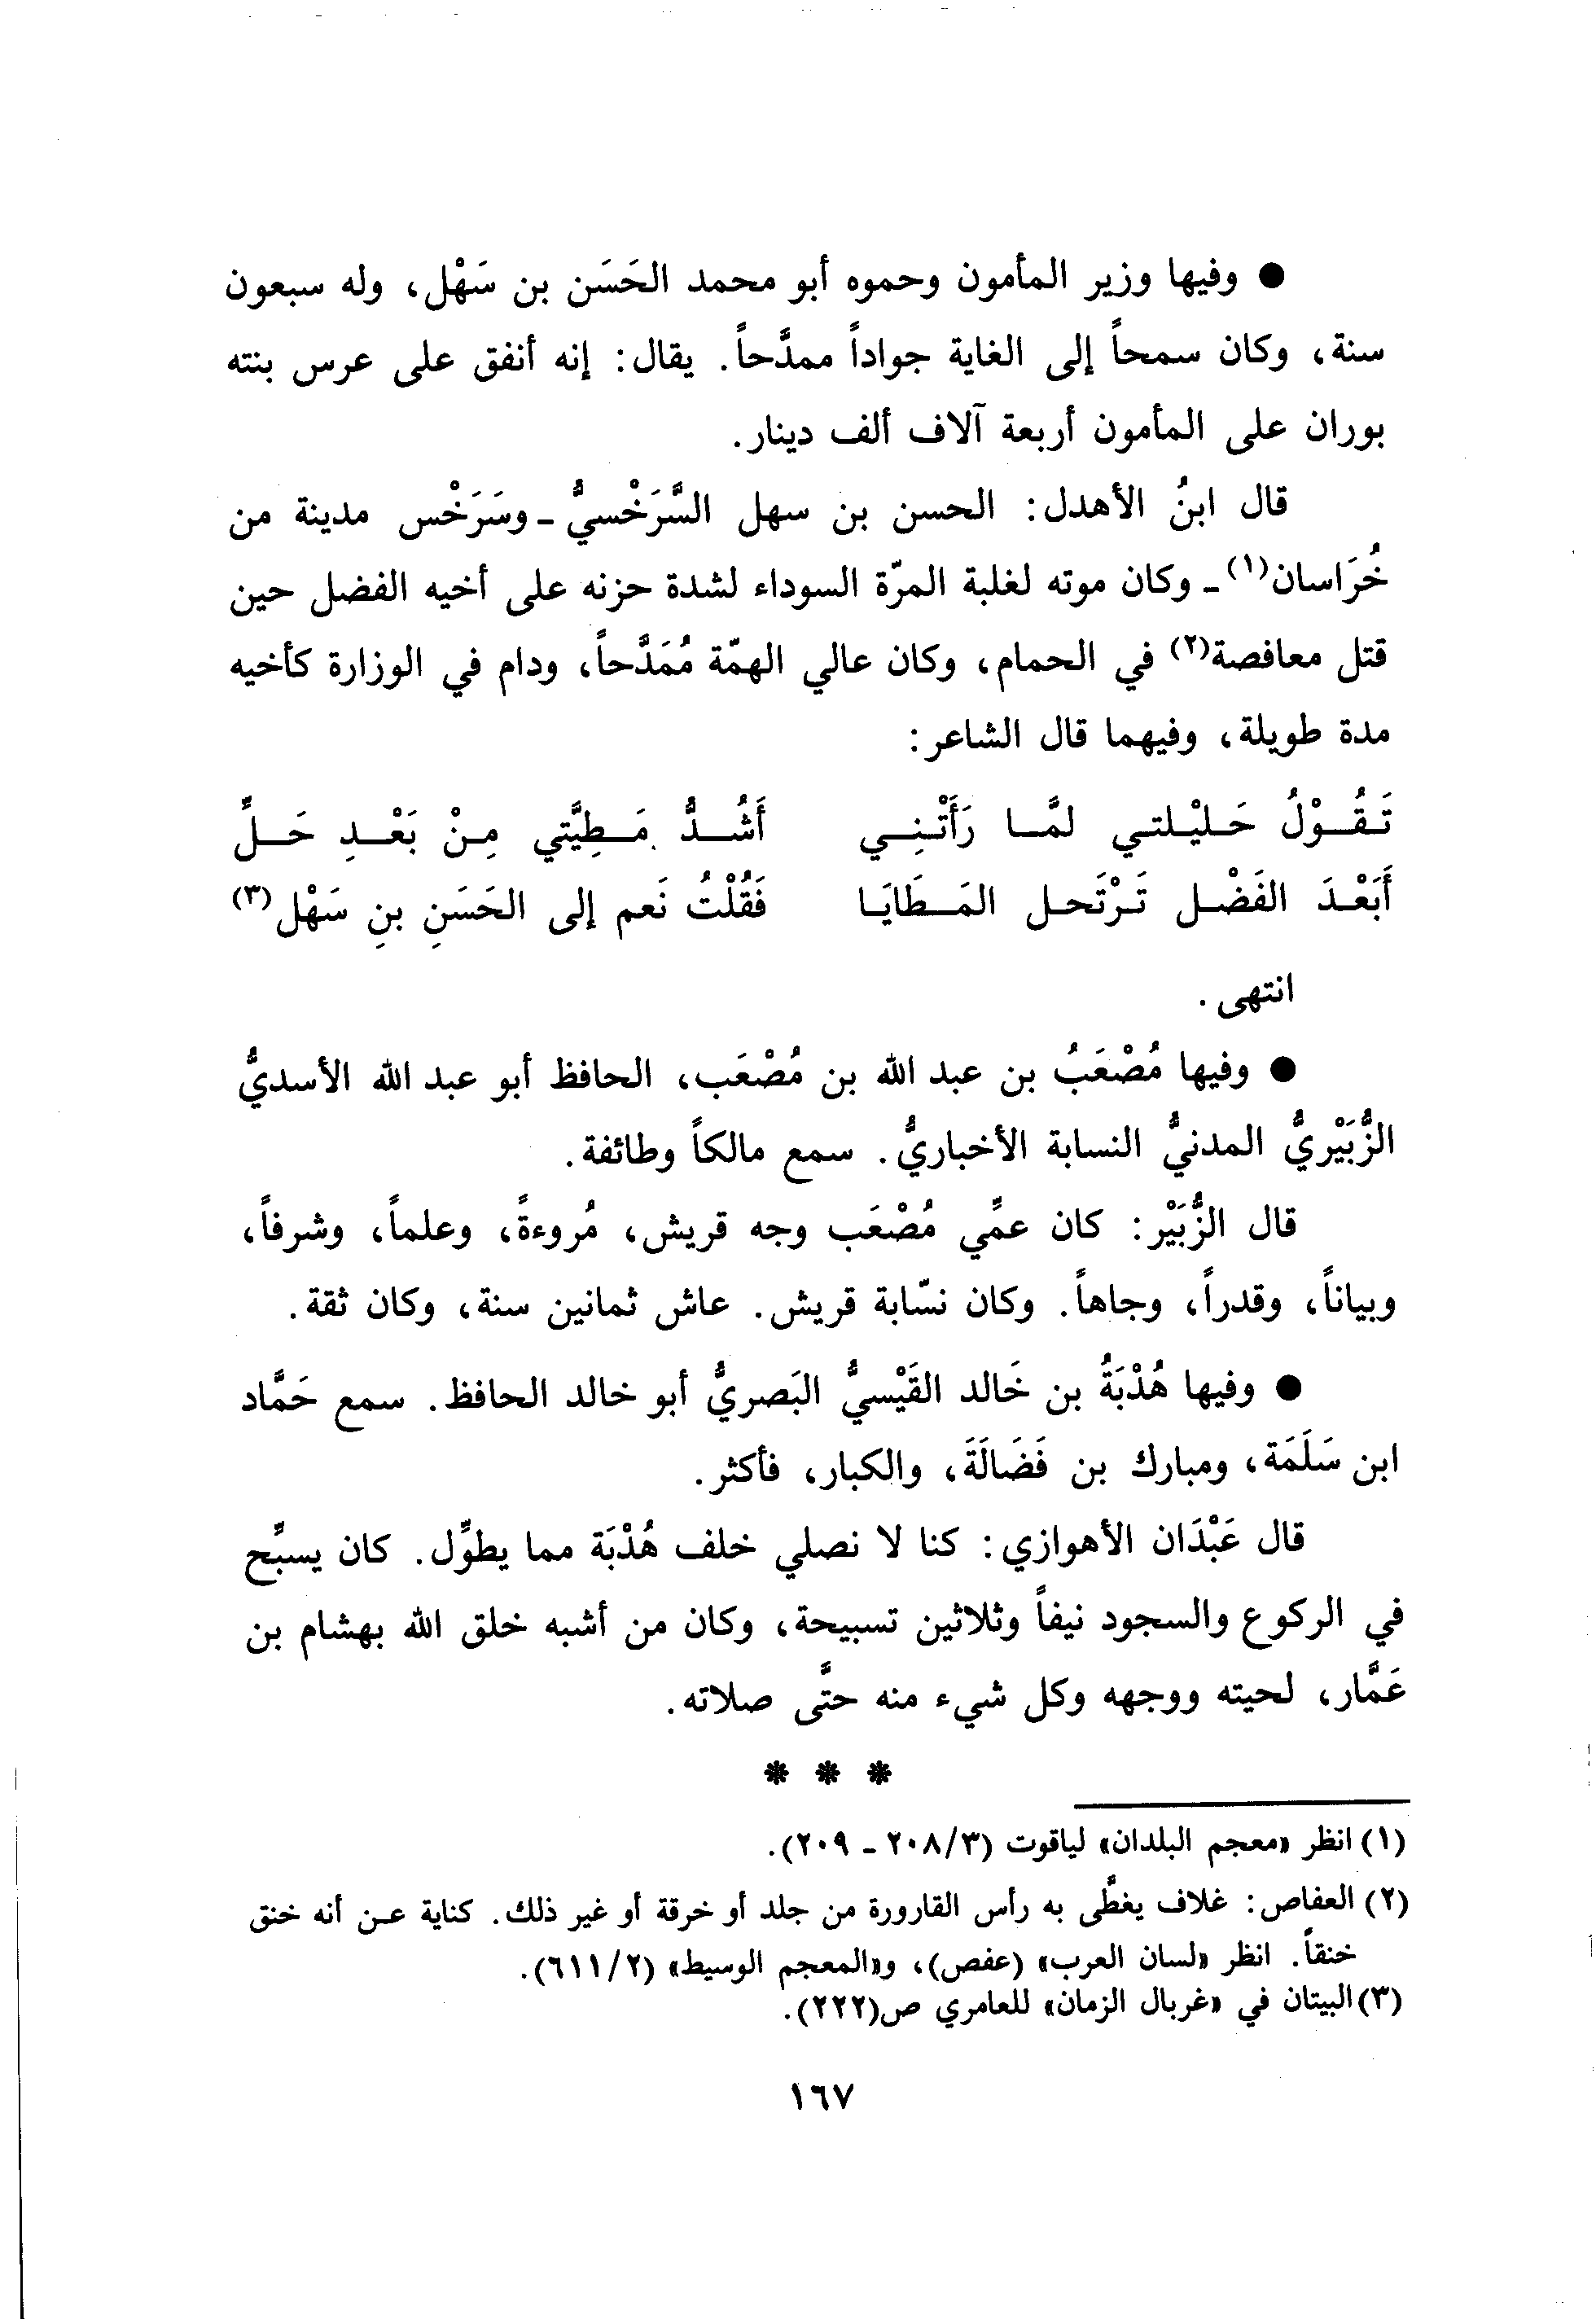 ● وفيها وزير المأمون وحموه أبو محمد الحَسَن بن سَهْل، وله سبعون
سنة، وكان سمحاً إلى الغاية جواداً ممدَّحاً. يقال: إنه أنفق على عرس بنته
بوران على المأمون أربعة آلاف ألف دينار.
قال ابنُ الأهدل: الحسن بن سهل السَّرَخْسيُّ ـ وسَرَخْس مدينة من
خُرَاسان(١) ـ وكان موته لغلبة المرّة السوداء لشدة حزنه على أخيه الفضل حين
قتل معافصة(٢) في الحمام، وكان عالي الهمّة مُمَدَّحاً، ودام في الوزارة كأخيه
مدة طويلة، وفيهما قال الشاعر:
تَقُوْلُ حَليْلتي لمَّا رَأَتْنِي أَشُدُّ مَطِيَّتي مِنْ بَعْدِ حَلٍّ
أَبَعْدَ الفَضْل تَرْتَحل المَطَايَا فَقُلْتُ نَعم إلى الحَسَنِ بنِ سَهْل(٣)
انتهى.
● وفيها مُصْعَبُ بن عبد الله بن مُصْعَب، الحافظ أبو عبد الله الأسديُّ
الزُّبَيْريُّ المدنيُّ النسابة الأخباريُّ. سمع مالكاً وطائفة.
قال الزُّبَيْر: كان عمِّي مُصْعَب وجه قريش، مُروءةً، وعلماً، وشرفاً،
وبياناً، وقدراً، وجاهاً. وكان نسّابة قريش. عاش ثمانين سنة، وكان ثقة.
● وفيها هُدْبَةُ بن خَالد القَيْسيُّ البَصريُّ أبو خالد الحافظ. سمع حَمَّاد
ابن سَلَمَة، ومبارك بن فَضَالَةَ، والكبار، فأكثر.
قال عَبْدَان الأهوازي: كنا لا نصلي خلف هُدْبَة مما يطوِّل. كان يسبِّح
في الركوع والسجود نيفاً وثلاثين تسبيحة، وكان من أشبه خلق الله بهشام بن
عَمَّار، لحيته ووجهه وكل شيء منه حتَّى صلاته.
* * *
(١) انظر «معجم البلدان» لياقوت (٢٠٨/٣ ـ ٢٠٩).
(٢) العفاص: غلاف يغطَّى به رأس القارورة من جلد أو خرقة أو غير ذلك. كناية عن أنه خنق
خنقاً. انظر «لسان العرب» (عفص)، و«المعجم الوسيط» (٦١١/٢).
(٣) البيتان في «غربال الزمان» للعامري ص(٢٢٢).
١٦٧